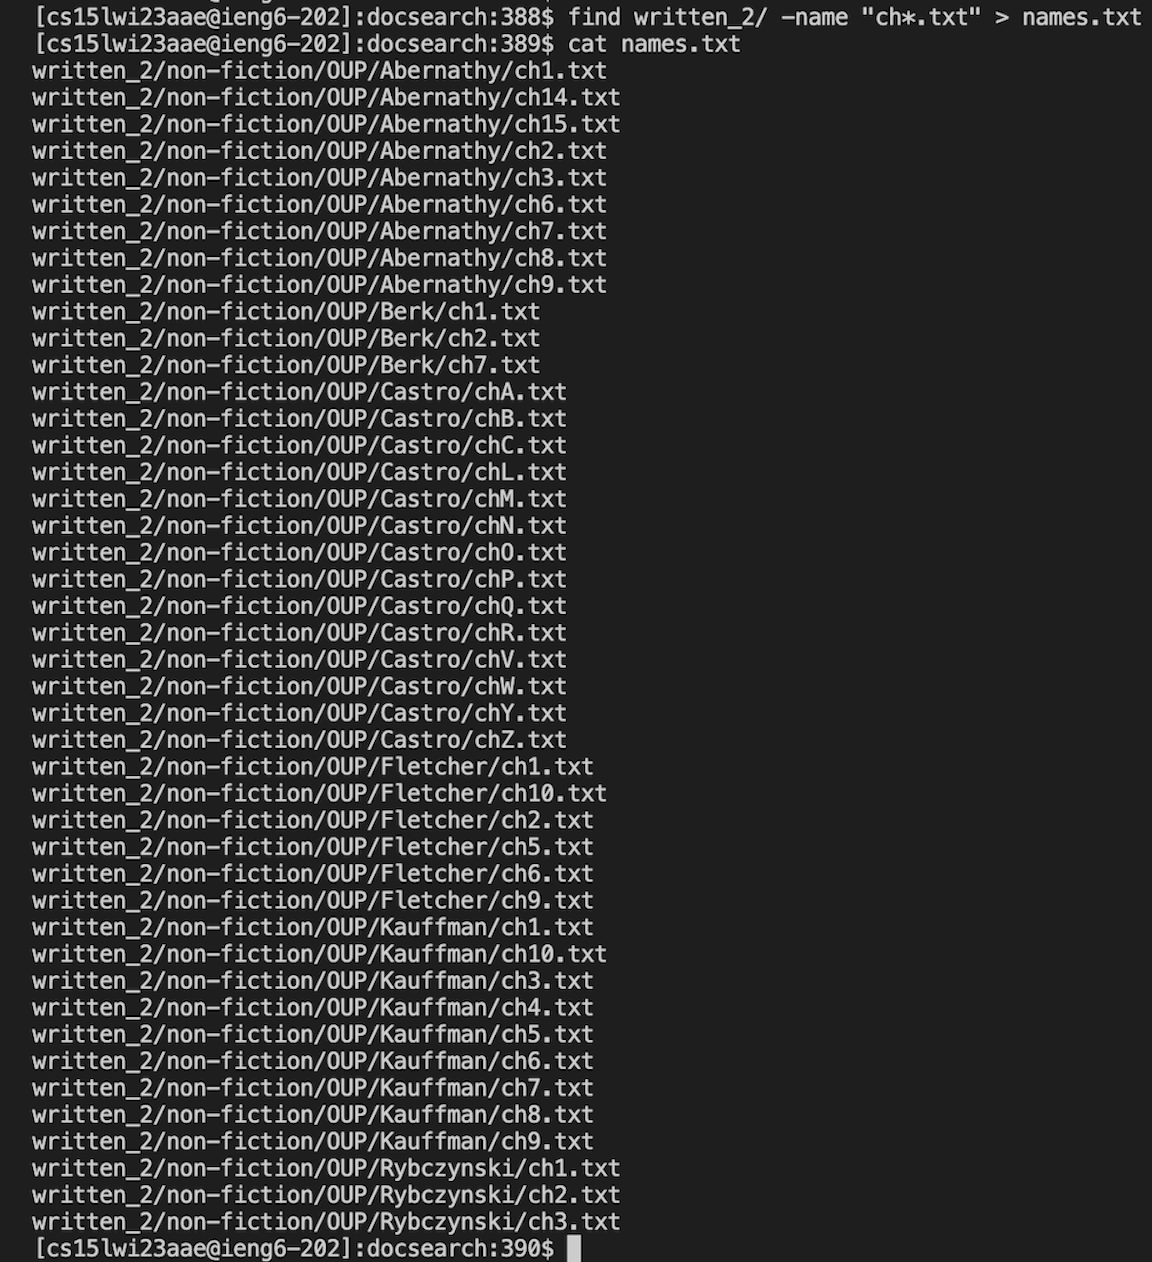 [cs15lwi23aae@ieng6-202]:docsearch:388$ find written_2/ -name "ch*.txt" > names.txt
[cs15lwi23aae@ieng6-202]:docsearch:389$ cat names.txt
written_2/non-fiction/OUP/Abernathy/ch1.txt
written_2/non-fiction/OUP/Abernathy/ch14.txt
written_2/non-fiction/OUP/Abernathy/ch15.txt
written_2/non-fiction/OUP/Abernathy/ch2.txt
written_2/non-fiction/OUP/Abernathy/ch3.txt
written_2/non-fiction/OUP/Abernathy/ch6.txt
written_2/non-fiction/OUP/Abernathy/ch7.txt
written_2/non-fiction/OUP/Abernathy/ch8.txt
written_2/non-fiction/OUP/Abernathy/ch9.txt
written_2/non-fiction/OUP/Berk/ch1.txt
written_2/non-fiction/OUP/Berk/ch2.txt
written_2/non-fiction/OUP/Berk/ch7.txt
written_2/non-fiction/OUP/Castro/chA.txt
written_2/non-fiction/OUP/Castro/chB.txt
written_2/non-fiction/OUP/Castro/chC.txt
written_2/non-fiction/OUP/Castro/chL.txt
written_2/non-fiction/OUP/Castro/chM.txt
written_2/non-fiction/OUP/Castro/chN.txt
written_2/non-fiction/OUP/Castro/chO.txt
written_2/non-fiction/OUP/Castro/chP.txt
written_2/non-fiction/OUP/Castro/chQ.txt
written_2/non-fiction/OUP/Castro/chR.txt
written_2/non-fiction/OUP/Castro/chV.txt
written_2/non-fiction/OUP/Castro/chW.txt
written_2/non-fiction/OUP/Castro/chY.txt
written_2/non-fiction/OUP/Castro/chZ.txt
written_2/non-fiction/OUP/Fletcher/ch1.txt
written_2/non-fiction/OUP/Fletcher/ch10.txt
written_2/non-fiction/OUP/Fletcher/ch2.txt
written_2/non-fiction/OUP/Fletcher/ch5.txt
written_2/non-fiction/OUP/Fletcher/ch6.txt
written_2/non-fiction/OUP/Fletcher/ch9.txt
written_2/non-fiction/OUP/Kauffman/ch1.txt
written_2/non-fiction/OUP/Kauffman/ch10.txt
written_2/non-fiction/OUP/Kauffman/ch3.txt
written_2/non-fiction/OUP/Kauffman/ch4.txt
written_2/non-fiction/OUP/Kauffman/ch5.txt
written_2/non-fiction/OUP/Kauffman/ch6.txt
written_2/non-fiction/OUP/Kauffman/ch7.txt
written_2/non-fiction/OUP/Kauffman/ch8.txt
written_2/non-fiction/OUP/Kauffman/ch9.txt
written_2/non-fiction/OUP/Rybczynski/ch1.txt
written_2/non-fiction/OUP/Rybczynski/ch2.txt
written_2/non-fiction/OUP/Rybczynski/ch3.txt
[cs15lwi23aae@ieng6-202]:docsearch:390$